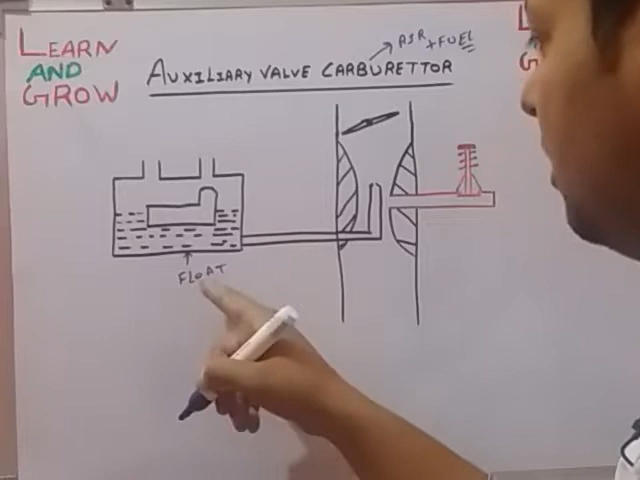 LEARN
AND
GROW
AUXILIARY VALVE CARBURETTOR
AIR + FUEL
FLOAT
L
G